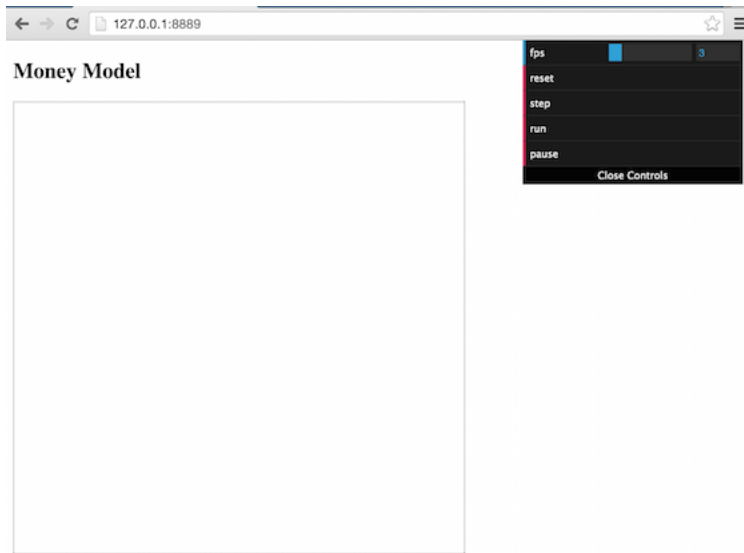 127.0.0.1:8889
Money Model
fps 3
reset
step
run
pause
Close Controls